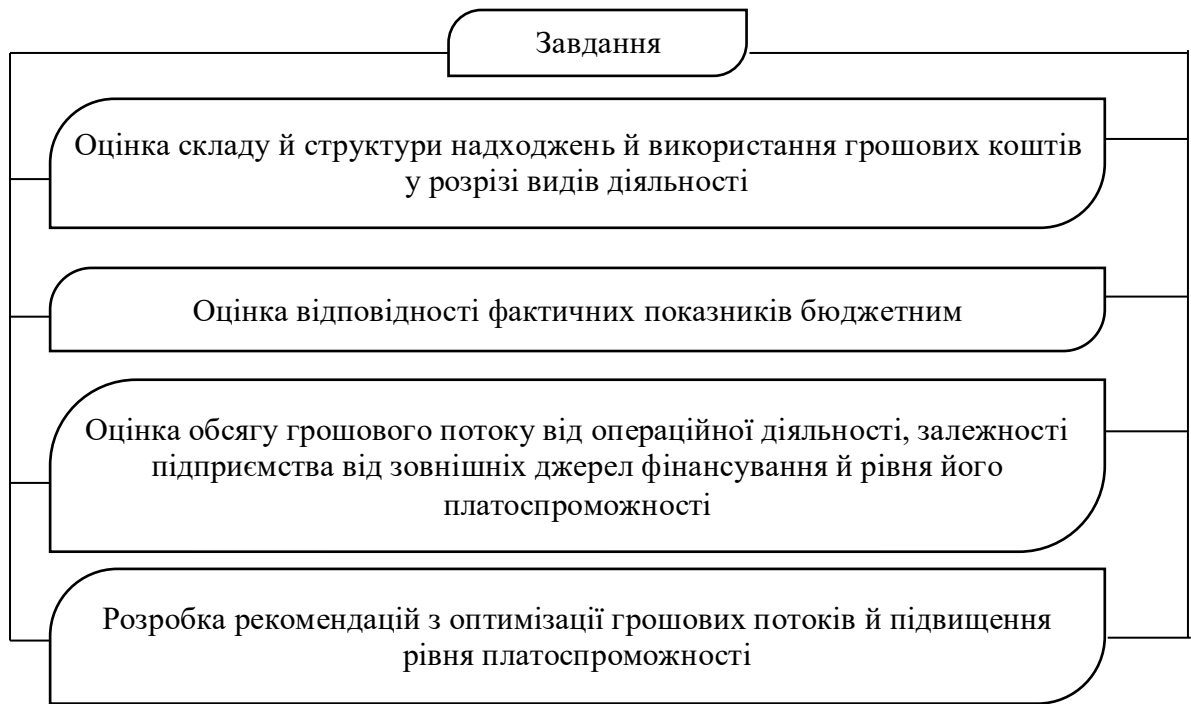 Завдання
Оцінка складу й структури надходжень й використання грошових коштів
у розрізі видів діяльності
Оцінка відповідності фактичних показників бюджетним
Оцінка обсягу грошового потоку від операційної діяльності, залежності
підприємства від зовнішніх джерел фінансування й рівня його
платоспроможності
Розробка рекомендацій з оптимізації грошових потоків й підвищення
рівня платоспроможності